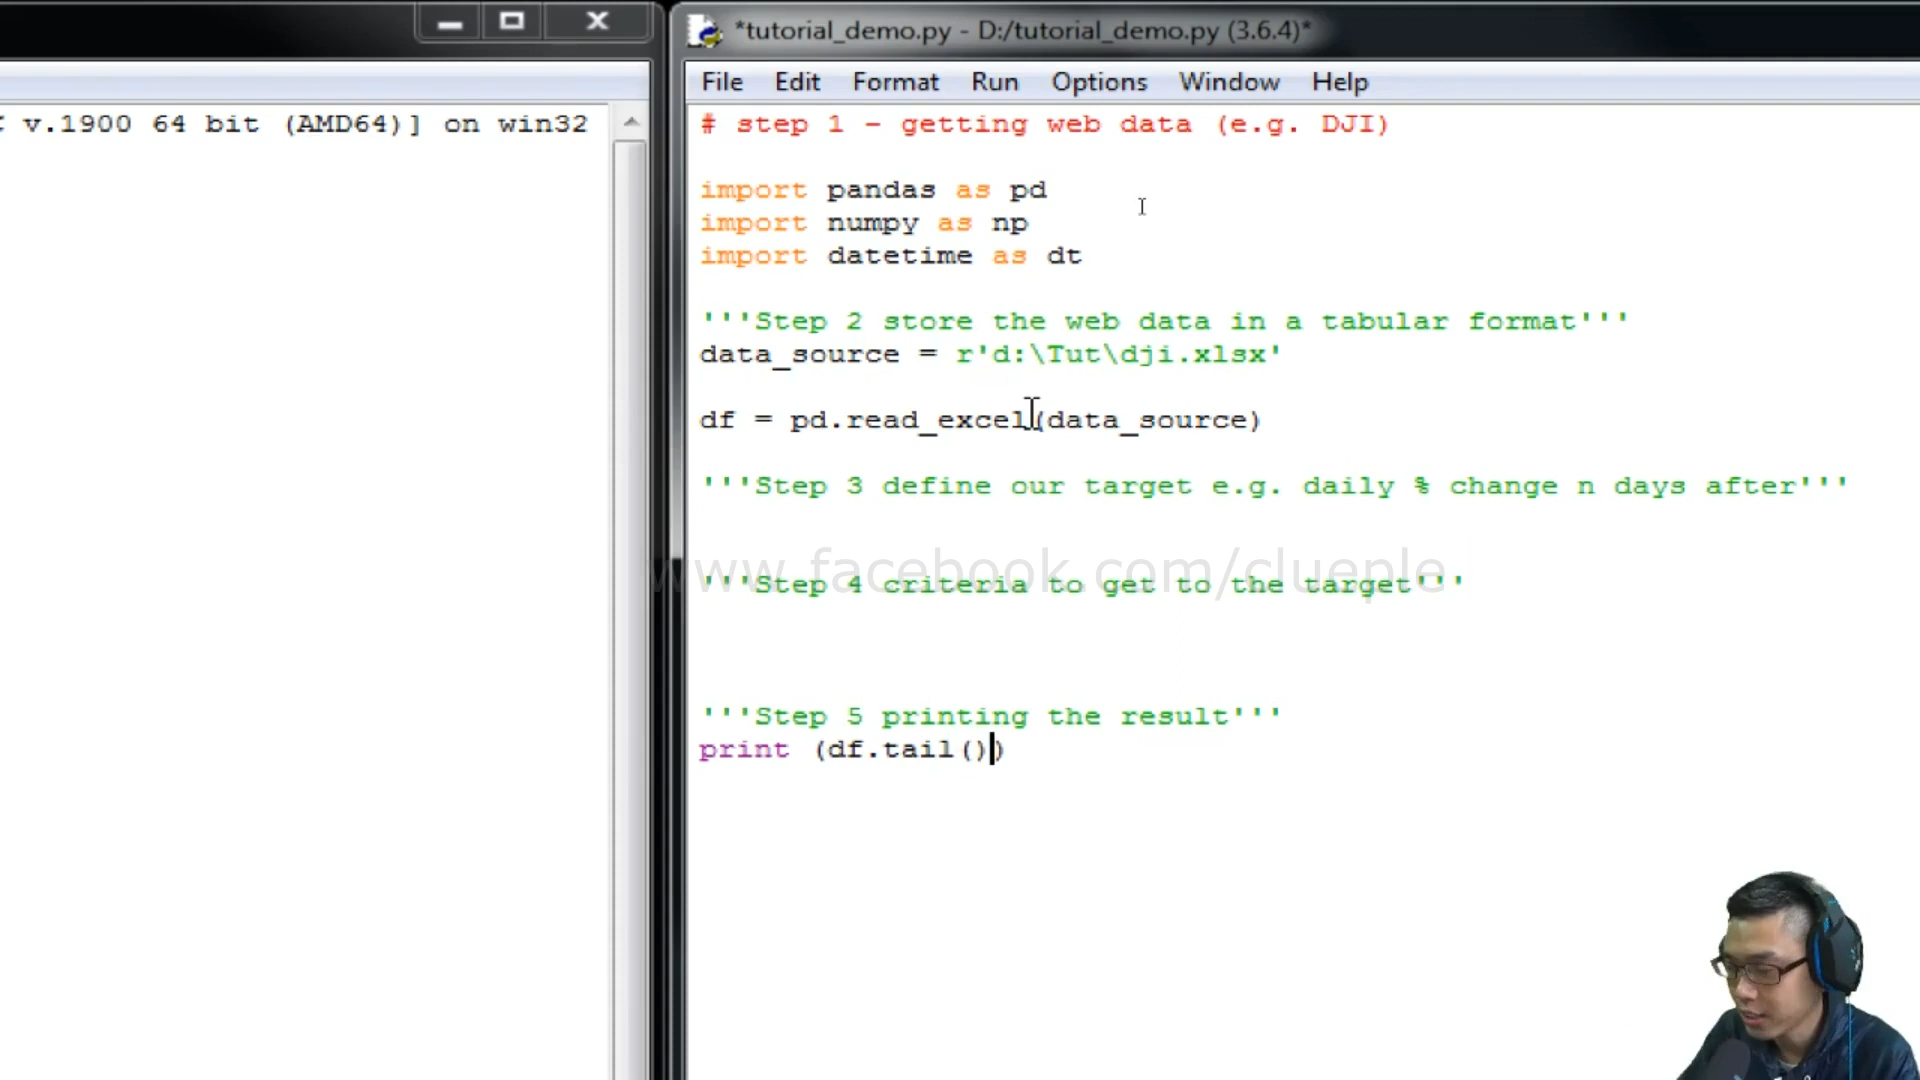 *tutorial_demo.py - D:/tutorial_demo.py (3.6.4)*
File Edit Format Run Options Window Help
v.1900 64 bit (AMD64)] on win32
# step 1 - getting web data (e.g. DJI)
import pandas as pd
import numpy as np
import datetime as dt
'''Step 2 store the web data in a tabular format'''
data_source = r'd:\Tut\dji.xlsx'
df = pd.read_excel(data_source)
'''Step 3 define our target e.g. daily % change n days after'''
www.facebook.com/clueple
'''Step 4 criteria to get to the target'''
'''Step 5 printing the result'''
print (df.tail())